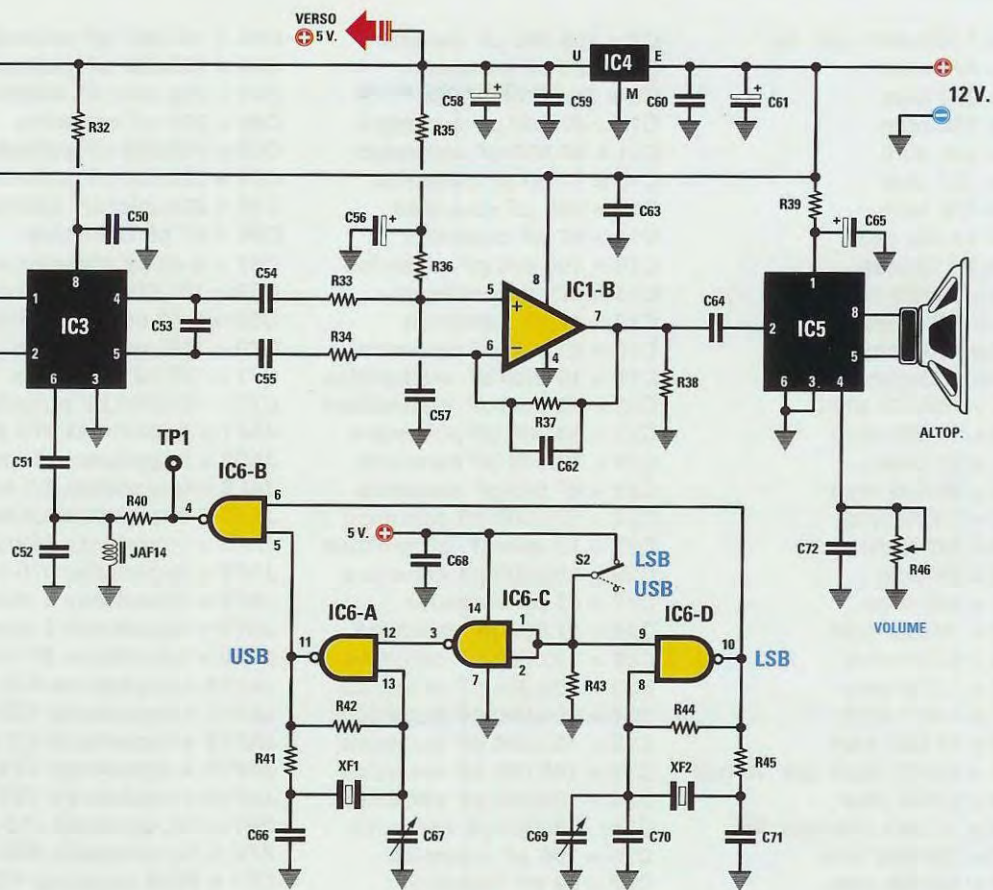 VERSO
+ 5 V.
U IC4 E
M
C58 + C59 C60 + C61
+
12 V.
-
R32 R35
R39
C50 C56 + C63 + C65
R36
8 C54 R33 5 8 IC1-B C64 1
1 4 + 7 2 IC5 8
IC3 C53
2 5 R34 6 - 4 5
6 3 C55 6 3 4
R37 R38
C57 C62 ALTOP.
TP1
C51 IC6-B
R40 4 6
5
C52 JAF14 5 V. + S2 LSB
C68 USB
C72 R46
IC6-C
14 IC6-D
IC6-A 1
USB 11 12 3 9 10 LSB
13 2 8
7 R43
VOLUME
R42 R44
R41 R45
XF1 XF2
C66 C67 C69 C70 C71